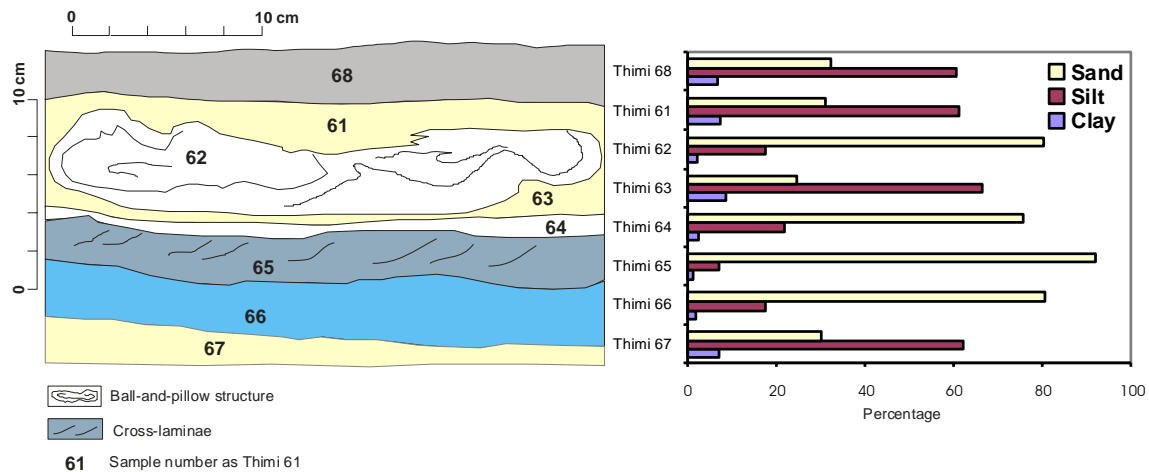 0 10 cm
10 cm
0
68
61
62
63
64
65
66
67
Ball-and-pillow structure
Cross-laminae
61 Sample number as Thimi 61
Thimi 68
Thimi 61
Thimi 62
Thimi 63
Thimi 64
Thimi 65
Thimi 66
Thimi 67
Sand
Silt
Clay
0 20 40 60 80 100
Percentage